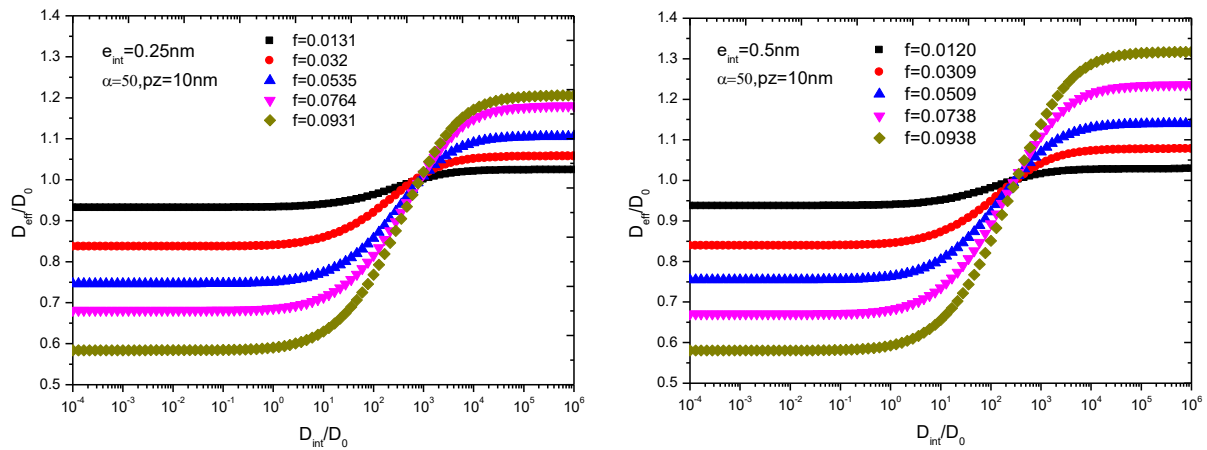 e_int=0.25nm
α=50,pz=10nm
f=0.0131
f=0.032
f=0.0535
f=0.0764
f=0.0931
1.4
1.3
1.2
1.1
1.0
0.9
0.8
0.7
0.6
0.5
D_eff/D_0
10^-4 10^-3 10^-2 10^-1 10^0 10^1 10^2 10^3 10^4 10^5 10^6
D_int/D_0
e_int=0.5nm
α=50,pz=10nm
f=0.0120
f=0.0309
f=0.0509
f=0.0738
f=0.0938
1.4
1.3
1.2
1.1
1.0
0.9
0.8
0.7
0.6
0.5
D_eff/D_0
10^-4 10^-3 10^-2 10^-1 10^0 10^1 10^2 10^3 10^4 10^5 10^6
D_int/D_0